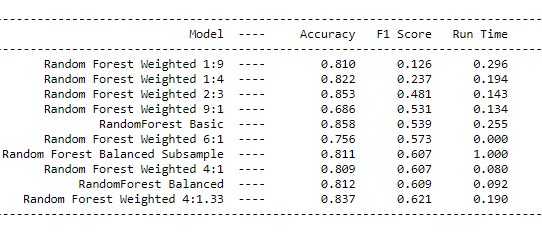 --------------------------------------------------------------------------------
Model ---- Accuracy F1 Score Run Time
--------------------------------------------------------------------------------
Random Forest Weighted 1:9 ---- 0.810 0.126 0.296
Random Forest Weighted 1:4 ---- 0.822 0.237 0.194
Random Forest Weighted 2:3 ---- 0.853 0.481 0.143
Random Forest Weighted 9:1 ---- 0.686 0.531 0.134
RandomForest Basic ---- 0.858 0.539 0.255
Random Forest Weighted 6:1 ---- 0.756 0.573 0.000
Random Forest Balanced Subsample ---- 0.811 0.607 1.000
Random Forest Weighted 4:1 ---- 0.809 0.607 0.080
RandomForest Balanced ---- 0.812 0.609 0.092
Random Forest Weighted 4:1.33 ---- 0.837 0.621 0.190
--------------------------------------------------------------------------------